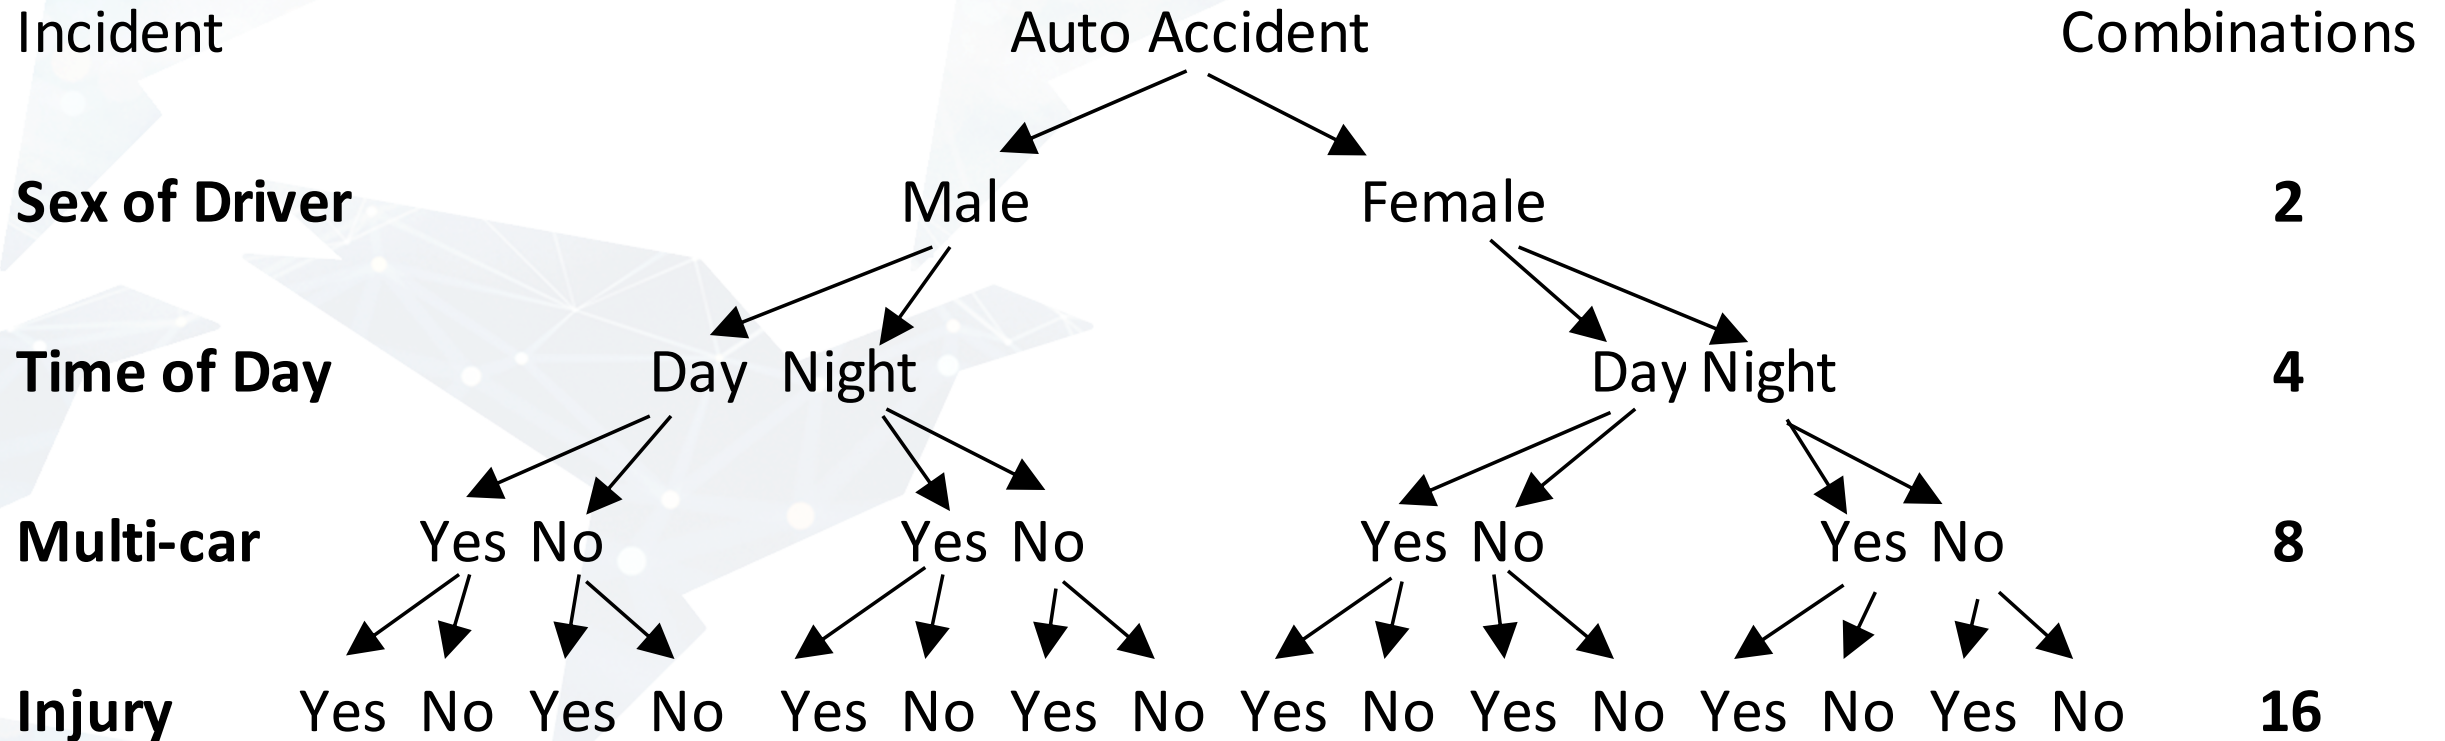 Incident Auto Accident Combinations
Sex of Driver Male Female 2
Time of Day Day Night Day Night 4
Multi-car Yes No Yes No Yes No Yes No 8
Injury Yes No Yes No Yes No Yes No Yes No Yes No Yes No Yes No 16